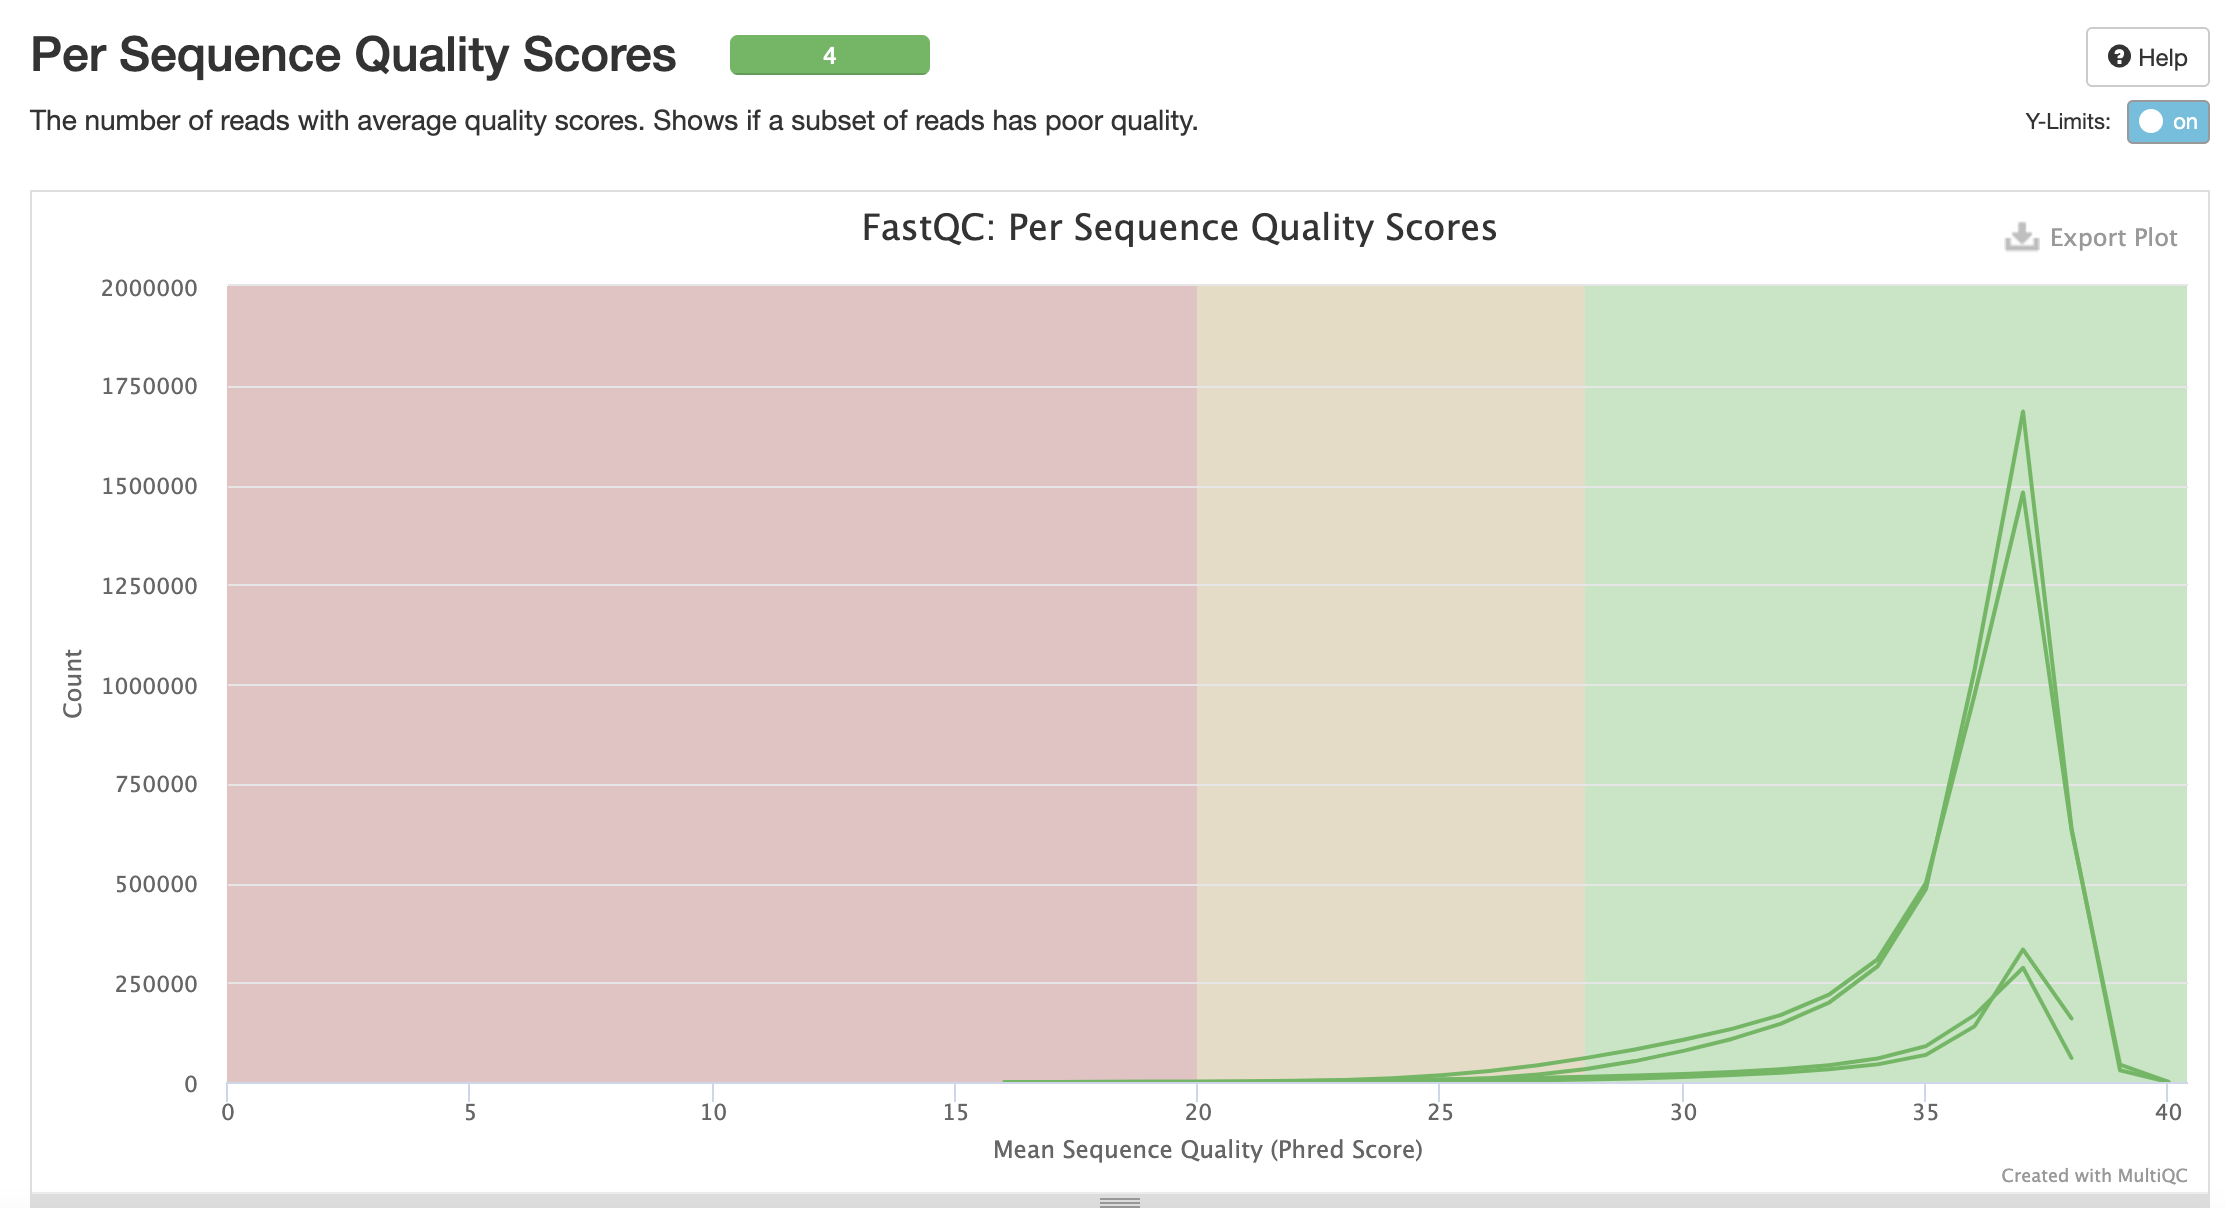 Per Sequence Quality Scores
4
Help
The number of reads with average quality scores. Shows if a subset of reads has poor quality.
Y-Limits:
on
FastQC: Per Sequence Quality Scores
Export Plot
2000000
1750000
1500000
1250000
1000000
750000
500000
250000
0
Count
0
5
10
15
20
25
30
35
40
Mean Sequence Quality (Phred Score)
Created with MultiQC